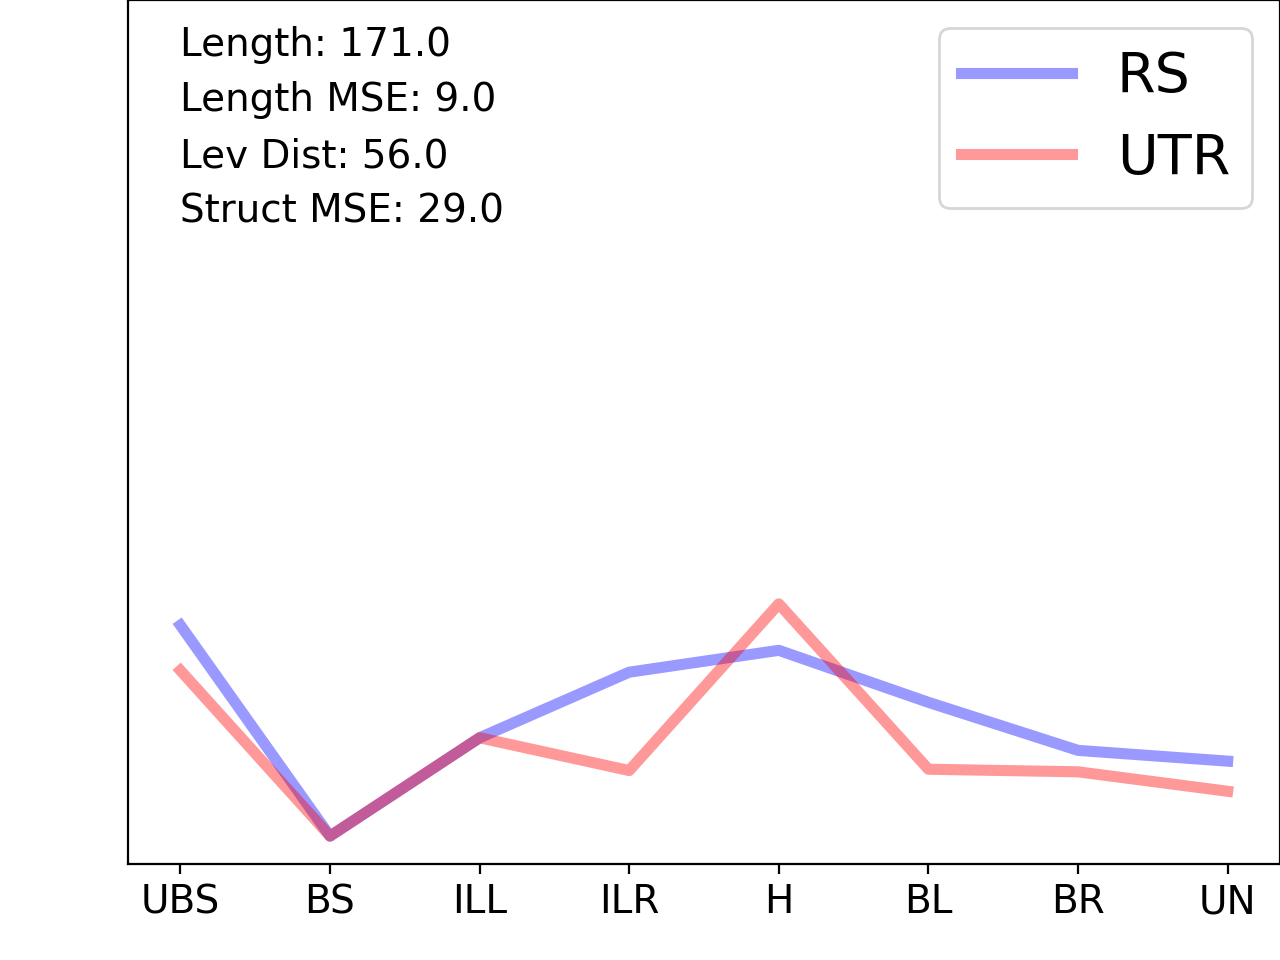 Length: 171.0
Length MSE: 9.0
Lev Dist: 56.0
Struct MSE: 29.0
RS
UTR
UBS BS ILL ILR H BL BR UN